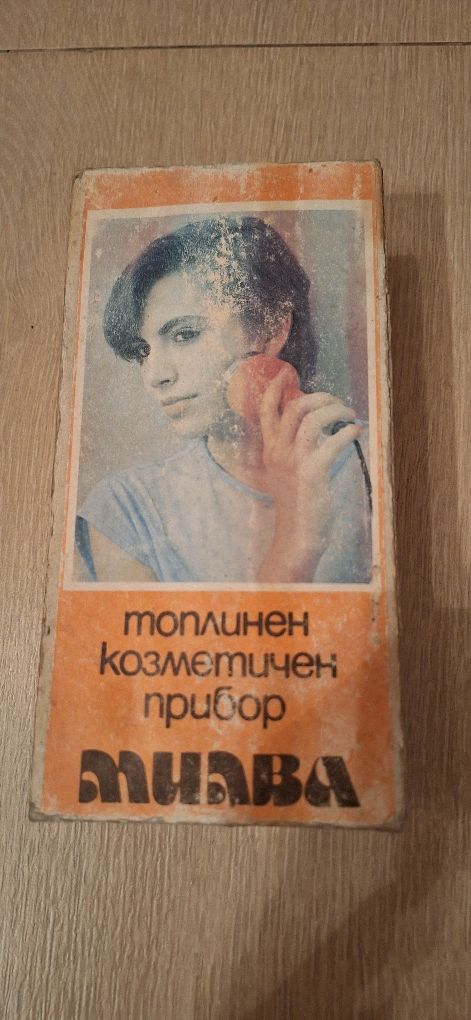 топлинен
козметичен
прибор
МИЛВА